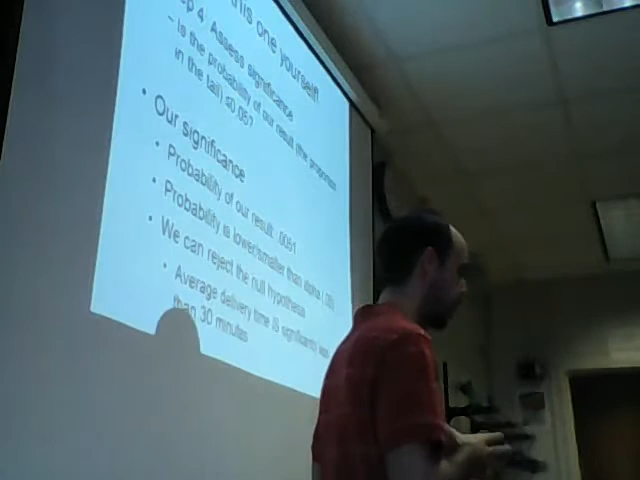 this one yourself!
ep 4: Assess significance
– Is the probability of our result (the proportion
in the tail) ≤0.05?
• Our significance
• Probability of our result: .0051
• Probability is lower/smaller than alpha (.05)
• We can reject the null hypothesis
• Average delivery time IS significantly less
than 30 minutes